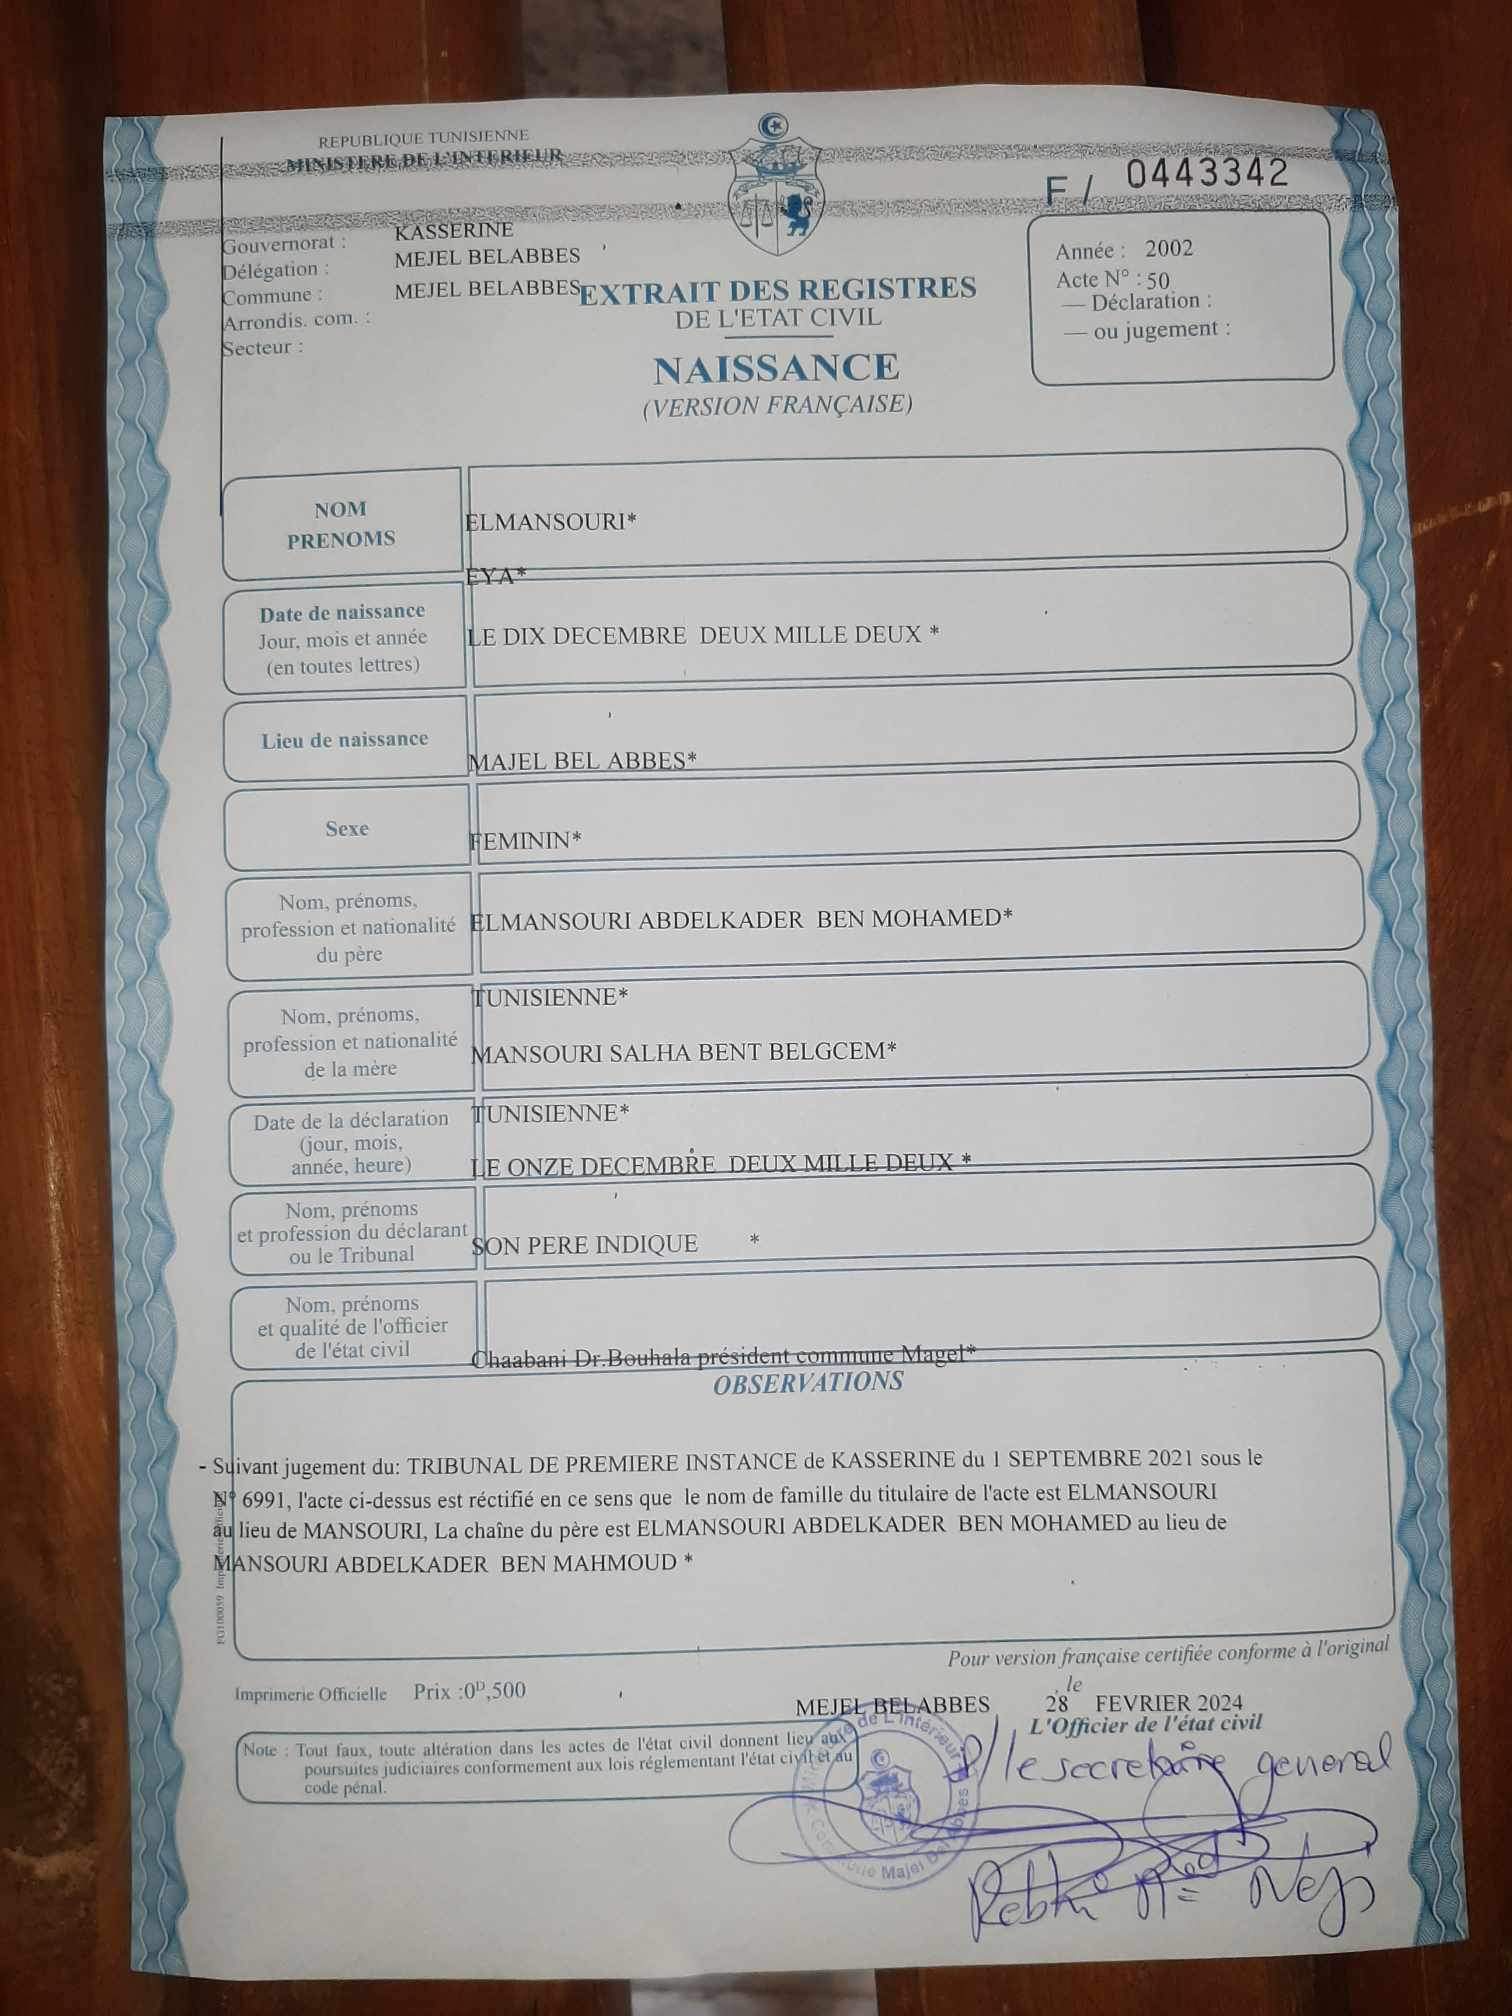 REPUBLIQUE TUNISIENNE
MINISTERE DE L'INTERIEUR
F / 0443342
Gouvernorat : KASSERINE
Délégation : MEJEL BELABBES
Commune : MEJEL BELABBES
Arrondis. com. :
Secteur :
EXTRAIT DES REGISTRES
DE L'ETAT CIVIL
NAISSANCE
(VERSION FRANÇAISE)
Année : 2002
Acte N° : 50
— Déclaration :
— ou jugement :
NOM
PRENOMS
ELMANSOURI*
EYA*
Date de naissance
Jour, mois et année
(en toutes lettres)
LE DIX DECEMBRE DEUX MILLE DEUX *
Lieu de naissance
MAJEL BEL ABBES*
Sexe
FEMININ*
Nom, prénoms,
profession et nationalité
du père
ELMANSOURI ABDELKADER BEN MOHAMED*
TUNISIENNE*
Nom, prénoms,
profession et nationalité
de la mère
MANSOURI SALHA BENT BELGCEM*
TUNISIENNE*
Date de la déclaration
(jour, mois,
année, heure)
LE ONZE DECEMBRE DEUX MILLE DEUX *
Nom, prénoms
et profession du déclarant
ou le Tribunal
SON PERE INDIQUE *
Nom, prénoms
et qualité de l'officier
de l'état civil
Chaabani Dr.Bouhala président commune Magel*
OBSERVATIONS
- Suivant jugement du: TRIBUNAL DE PREMIERE INSTANCE de KASSERINE du 1 SEPTEMBRE 2021 sous le
N° 6991, l'acte ci-dessus est réctifié en ce sens que le nom de famille du titulaire de l'acte est ELMANSOURI
au lieu de MANSOURI, La chaîne du père est ELMANSOURI ABDELKADER BEN MOHAMED au lieu de
MANSOURI ABDELKADER BEN MAHMOUD *
Pour version française certifiée conforme à l'original
Imprimerie Officielle Prix :0ᴰ,500
MEJEL BELABBES , le 28 FEVRIER 2024
L'Officier de l'état civil
Note : Tout faux, toute altération dans les actes de l'état civil donnent lieu aux
poursuites judiciaires conformement aux lois réglementant l'état civil et au
code pénal.
P/ le secretaire general